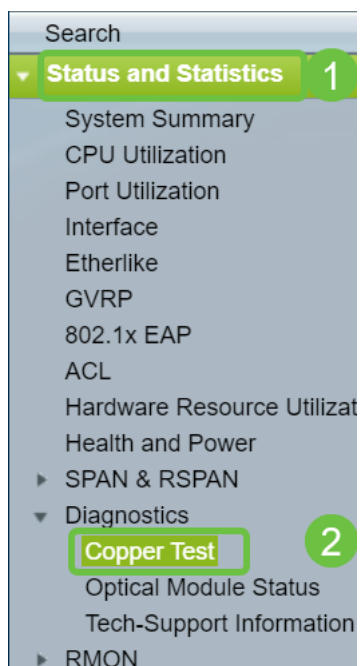 Search
Status and Statistics 1
System Summary
CPU Utilization
Port Utilization
Interface
Etherlike
GVRP
802.1x EAP
ACL
Hardware Resource Utilizat
Health and Power
SPAN & RSPAN
Diagnostics
Copper Test 2
Optical Module Status
Tech-Support Information
RMON